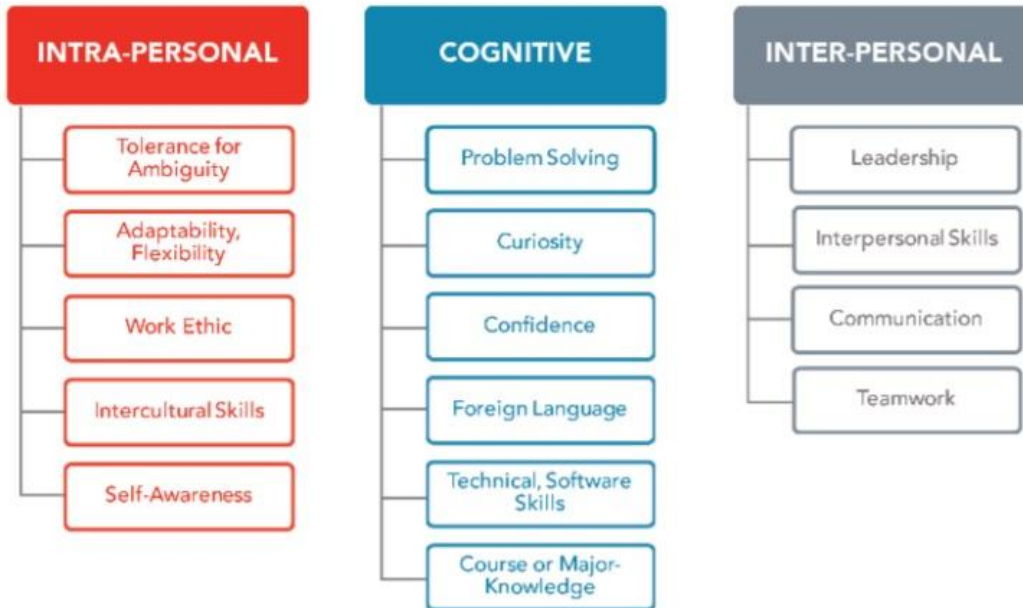 INTRA-PERSONAL
Tolerance for
Ambiguity
Adaptability,
Flexibility
Work Ethic
Intercultural Skills
Self-Awareness
COGNITIVE
Problem Solving
Curiosity
Confidence
Foreign Language
Technical, Software
Skills
Course or Major-
Knowledge
INTER-PERSONAL
Leadership
Interpersonal Skills
Communication
Teamwork